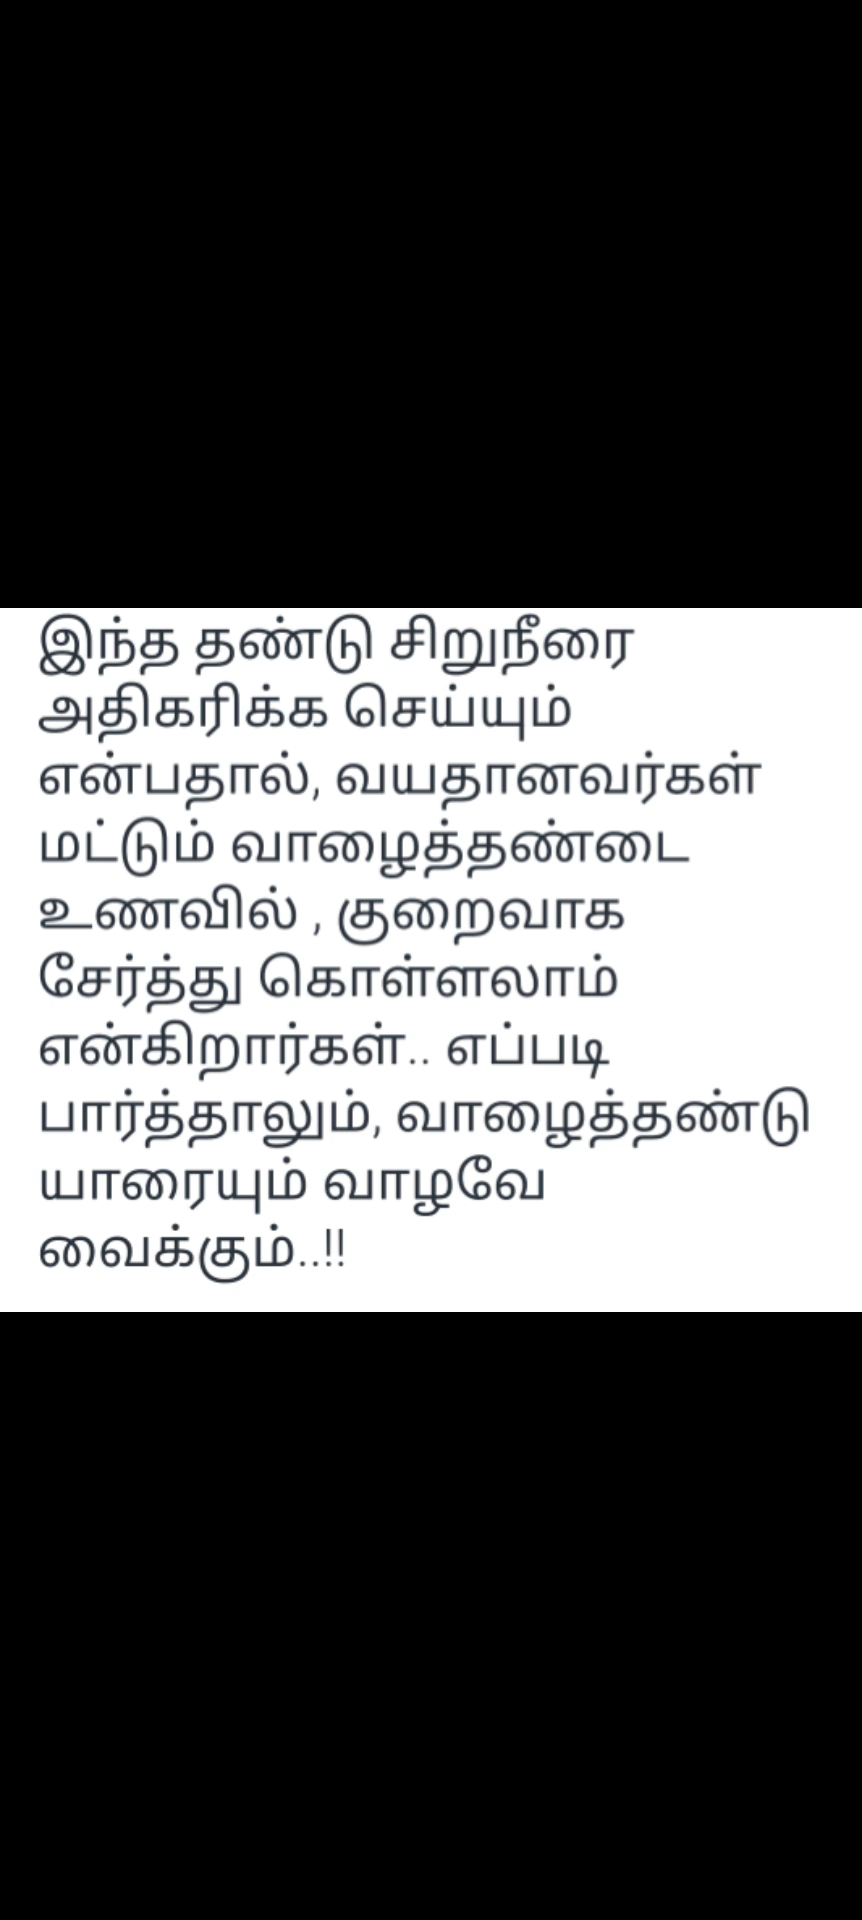 இந்த தண்டு சிறுநீரை
அதிகரிக்க செய்யும்
என்பதால், வயதானவர்கள்
மட்டும் வாழைத்தண்டை
உணவில் , குறைவாக
சேர்த்து கொள்ளலாம்
என்கிறார்கள்.. எப்படி
பார்த்தாலும், வாழைத்தண்டு
யாரையும் வாழவே
வைக்கும்..!!